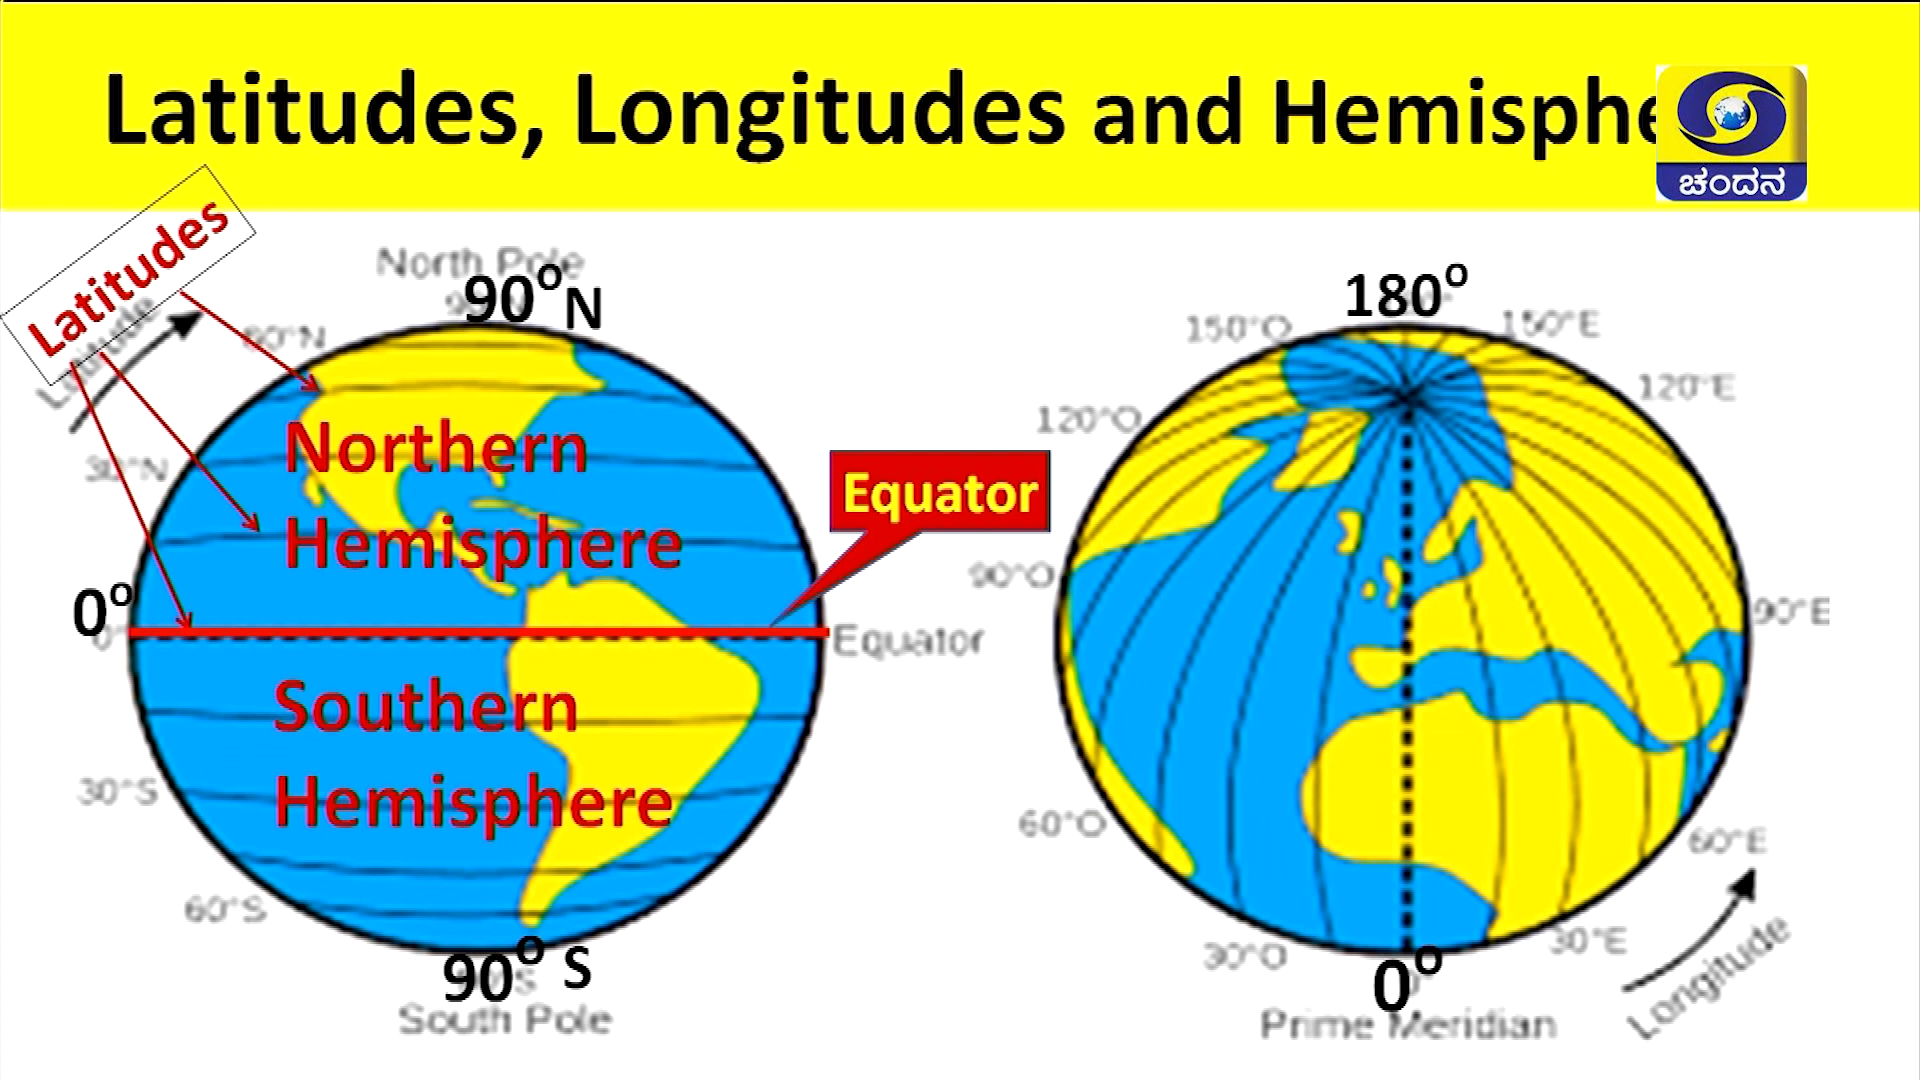 Latitudes, Longitudes and Hemisphe
ಚಂದನ
Latitudes
North Pole
90°N
60°N
30°N
Northern
Hemisphere
0°
Equator
Equator
Southern
Hemisphere
30°S
60°S
90° S
South Pole
180°
150°O
150°E
120°O
120°E
90°O
90°E
60°O
60°E
30°O
30°E
0°
Prime Meridian
Longitude